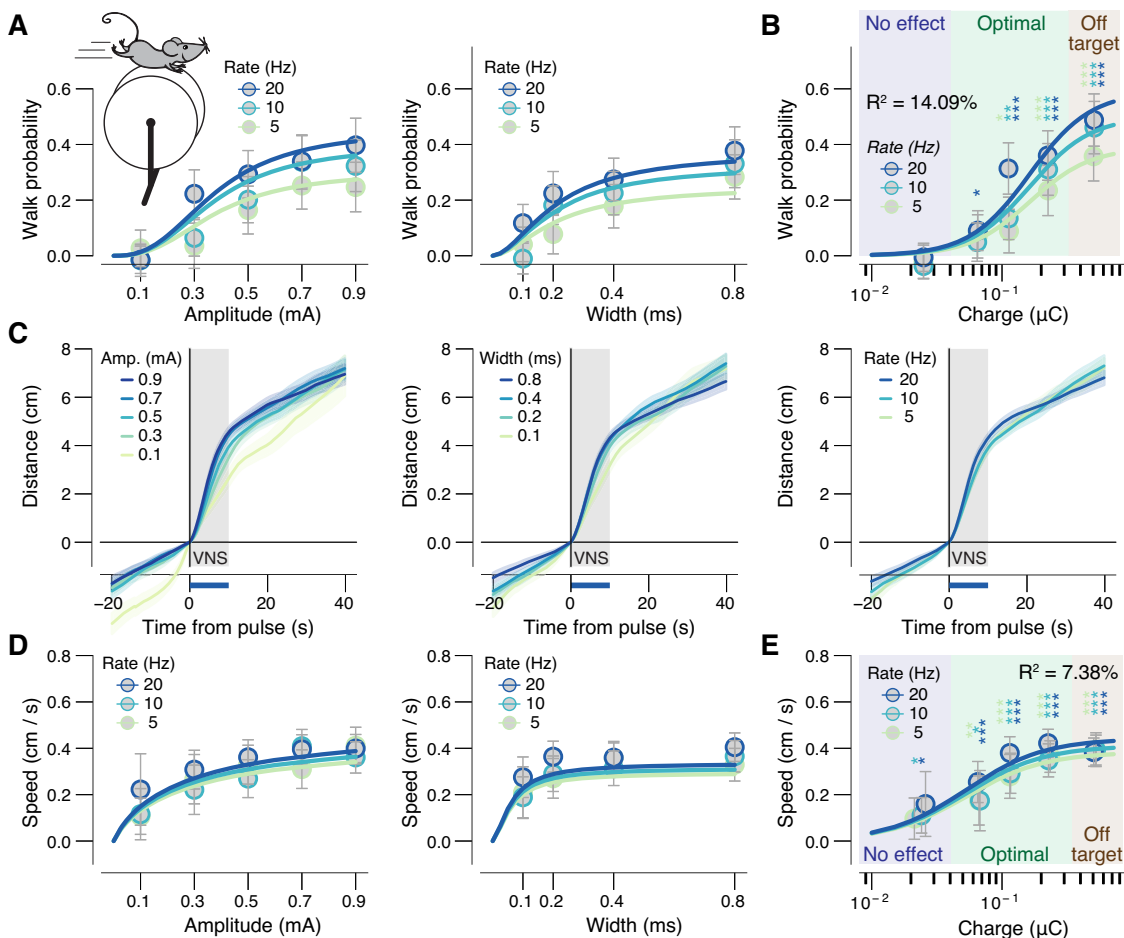 A
Rate (Hz)
20
10
5
Walk probability
0.6
0.4
0.2
0.0
0.1
0.3
0.5
0.7
0.9
Amplitude (mA)
Rate (Hz)
20
10
5
Walk probability
0.6
0.4
0.2
0.0
0.1
0.2
0.4
0.8
Width (ms)
B
No effect
Optimal
Off
target
R² = 14.09%
Rate (Hz)
20
10
5
Walk probability
0.6
0.4
0.2
0.0
10⁻²
10⁻¹
Charge (µC)
C
Amp. (mA)
0.9
0.7
0.5
0.3
0.1
Distance (cm)
8
6
4
2
0
VNS
−20
0
20
40
Time from pulse (s)
Width (ms)
0.8
0.4
0.2
0.1
Distance (cm)
8
6
4
0.2
0.0
VNS
−20
0
20
40
Time from pulse (s)
Rate (Hz)
20
10
5
Distance (cm)
8
6
4
2
0
VNS
−20
0
20
40
Time from pulse (s)
D
Rate (Hz)
20
10
5
Speed (cm / s)
0.8
0.6
0.4
0.2
0.0
0.1
0.3
0.5
0.7
0.9
Amplitude (mA)
Rate (Hz)
20
10
5
Speed (cm / s)
0.8
0.6
0.4
0.2
0.0
0.1
0.2
0.4
0.8
Width (ms)
E
Rate (Hz)
20
10
5
R² = 7.38%
Speed (cm / s)
0.8
0.6
0.4
0.2
0.0
No effect
Optimal
Off
target
10⁻²
10⁻¹
Charge (µC)